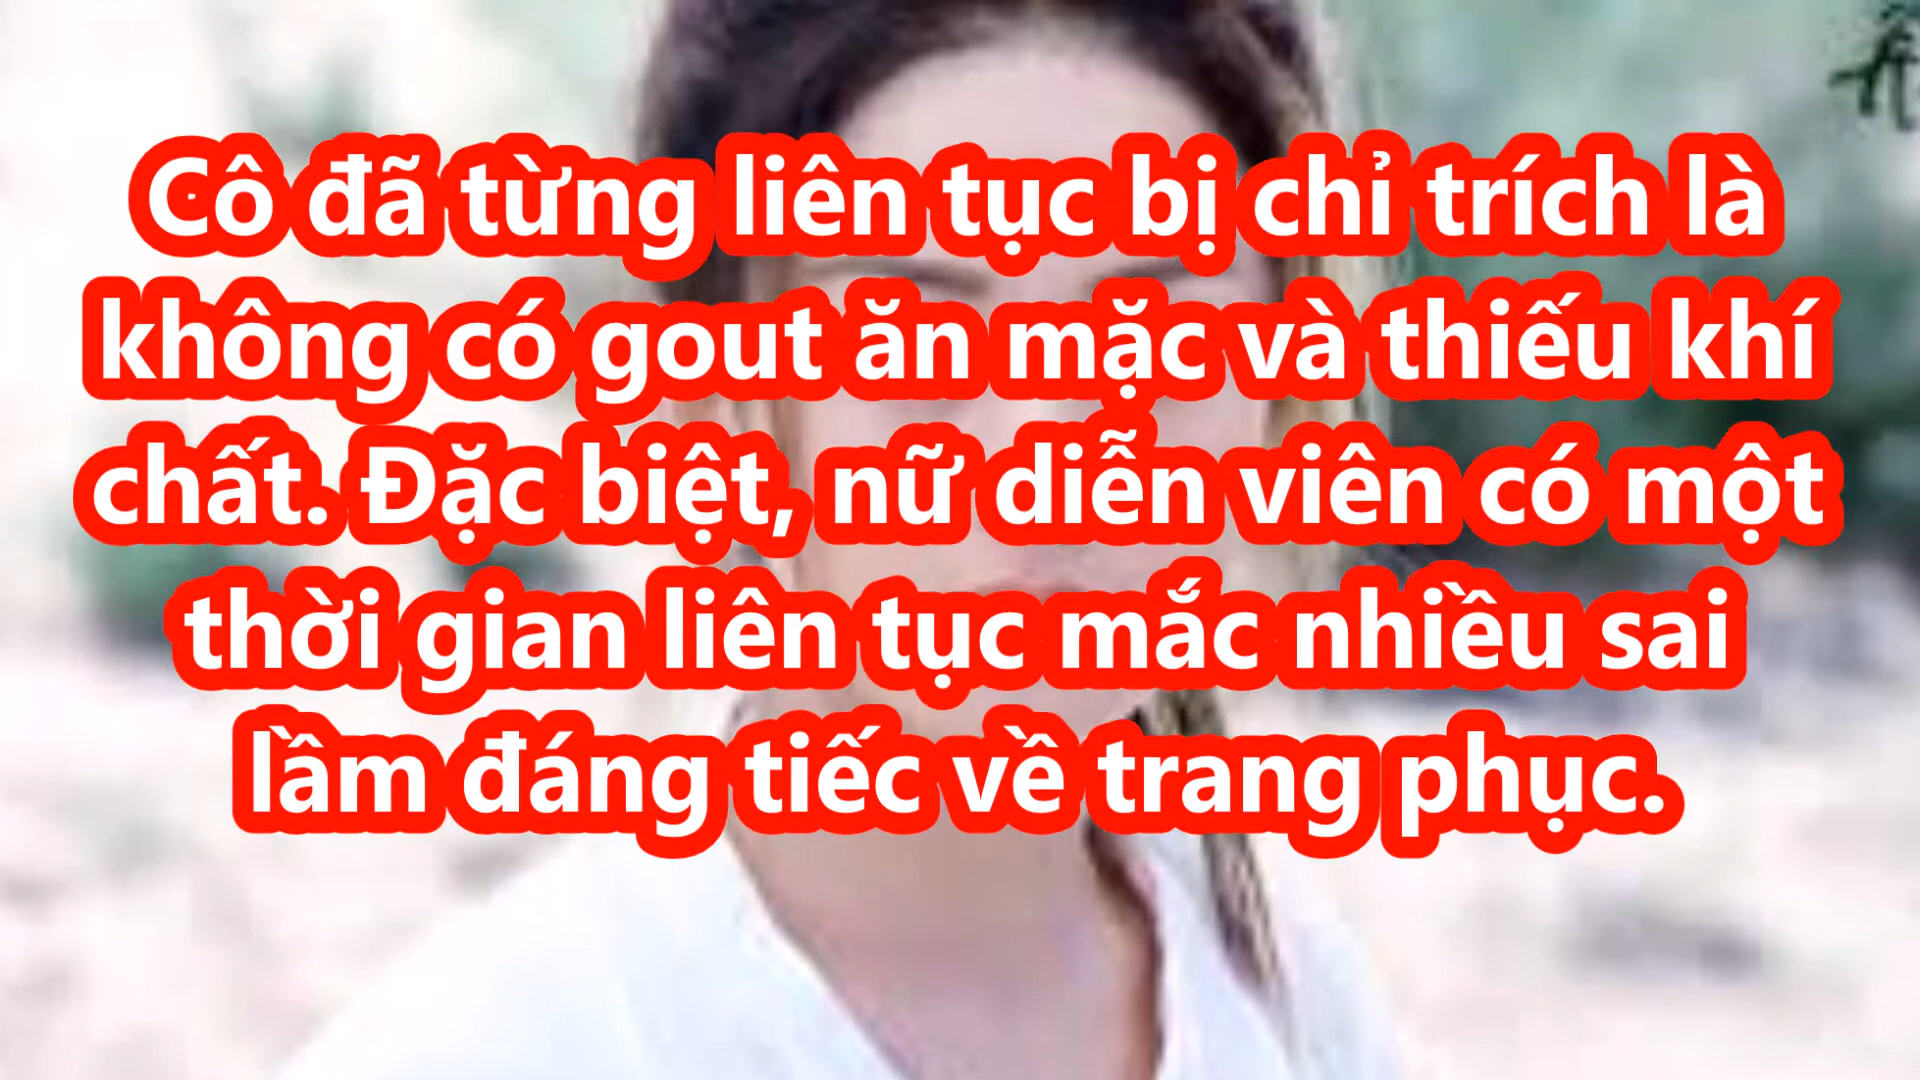 Cô đã từng liên tục bị chỉ trích là
không có gout ăn mặc và thiếu khí
chất. Đặc biệt, nữ diễn viên có một
thời gian liên tục mắc nhiều sai
lầm đáng tiếc về trang phục.